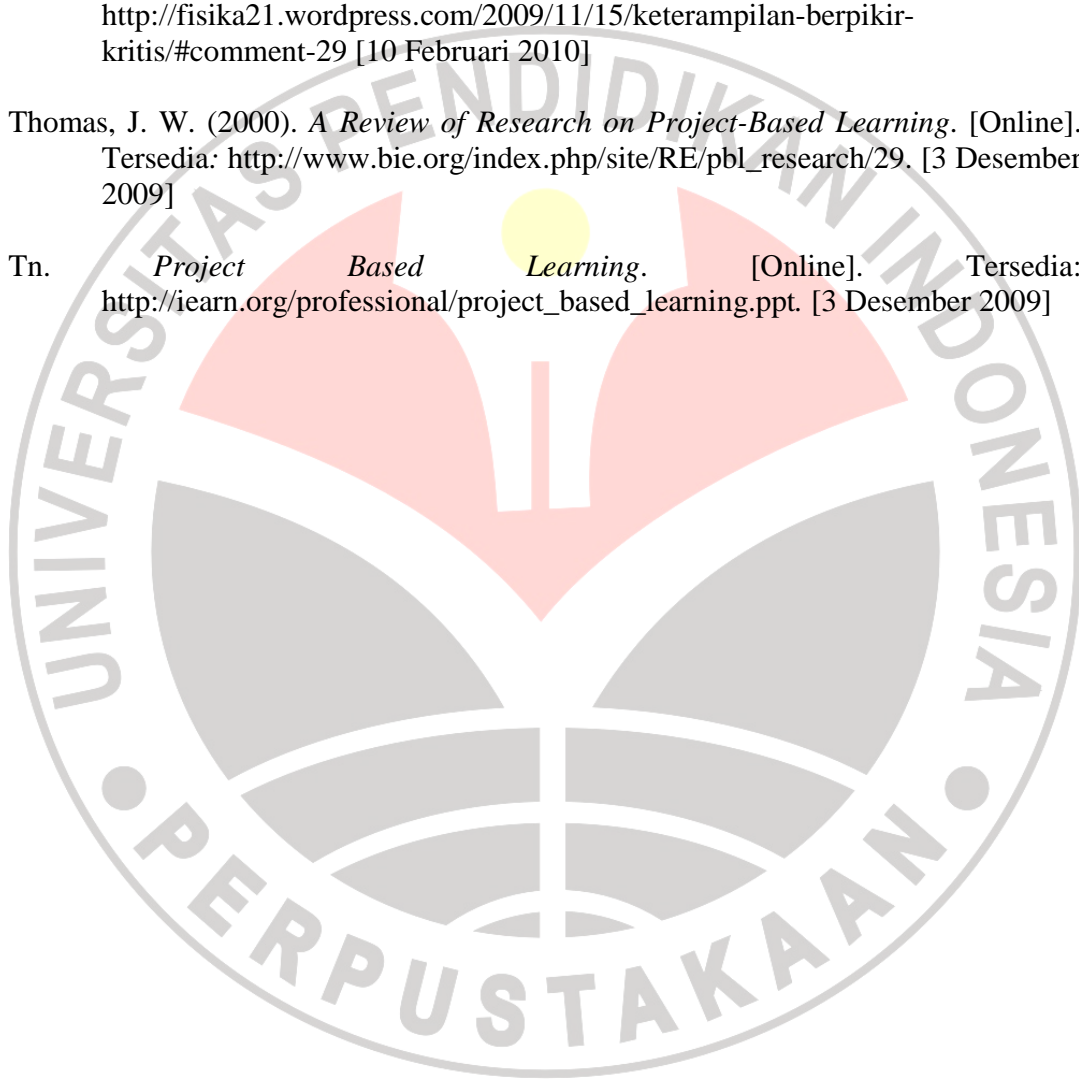 http://fisika21.wordpress.com/2009/11/15/keterampilan-berpikir-
kritis/#comment-29 [10 Februari 2010]
Thomas, J. W. (2000). A Review of Research on Project-Based Learning. [Online].
Tersedia: http://www.bie.org/index.php/site/RE/pbl_research/29. [3 Desember
2009]
Tn. Project Based Learning. [Online]. Tersedia:
http://iearn.org/professional/project_based_learning.ppt. [3 Desember 2009]
UNIVERSITAS PENDIDIKAN INDONESIA
PERPUSTAKAAN